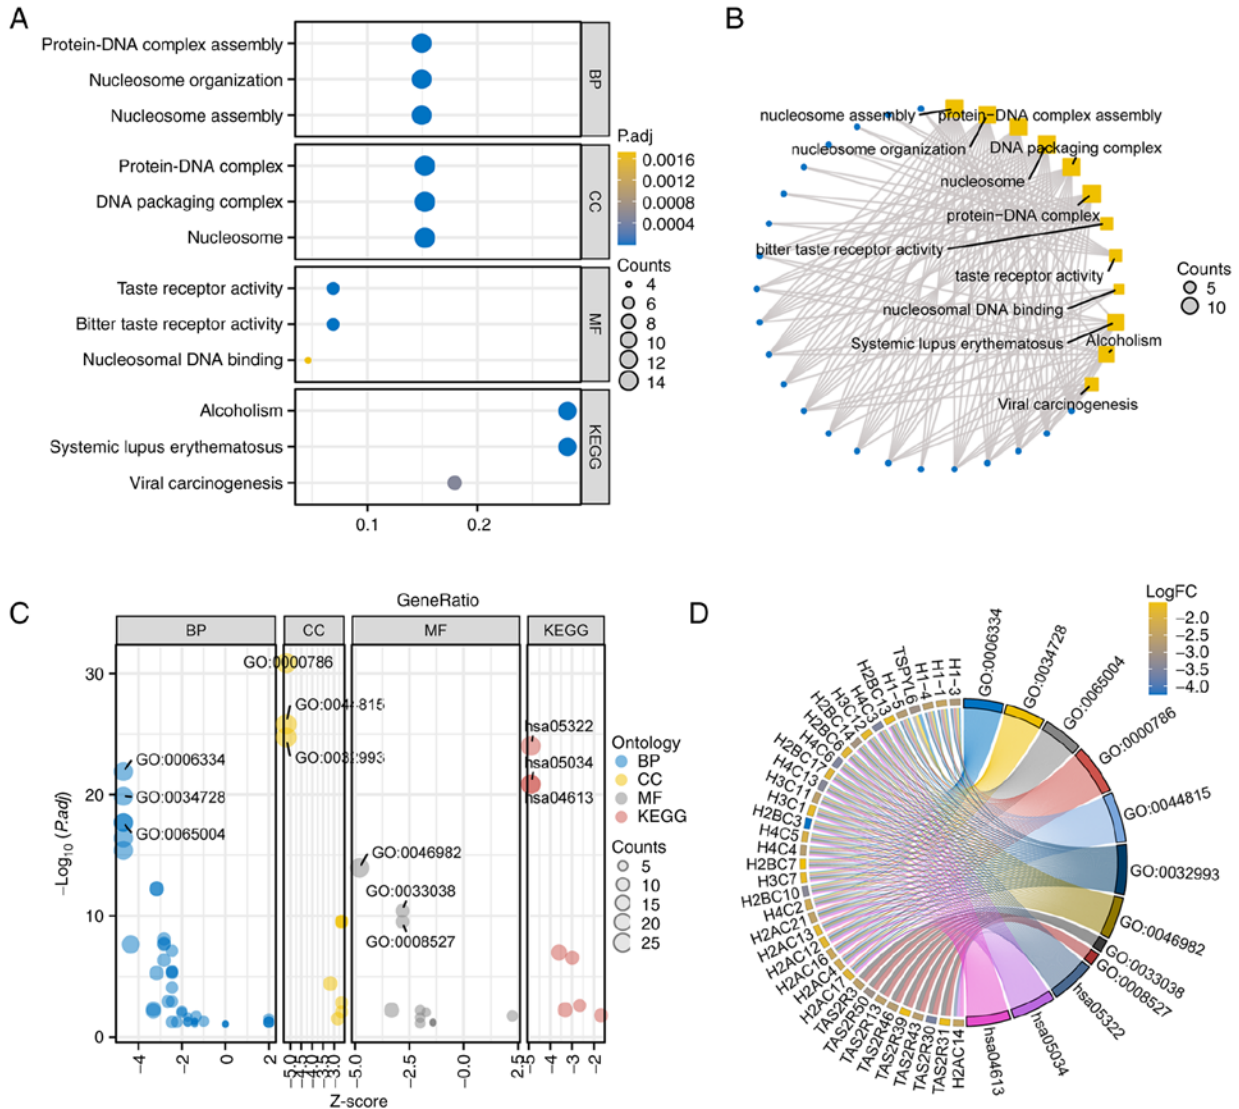 A
Protein-DNA complex assembly
Nucleosome organization
Nucleosome assembly
BP
Protein-DNA complex
DNA packaging complex
Nucleosome
CC
Taste receptor activity
Bitter taste receptor activity
Nucleosomal DNA binding
MF
Alcoholism
Systemic lupus erythematosus
Viral carcinogenesis
KEGG
0.1
0.2
P.adj
0.0016
0.0012
0.0008
0.0004
Counts
4
6
8
10
12
14
B
nucleosome assembly
protein-DNA complex assembly
nucleosome organization
DNA packaging complex
nucleosome
protein-DNA complex
bitter taste receptor activity
taste receptor activity
nucleosomal DNA binding
Systemic lupus erythematosus
Alcoholism
Viral carcinogenesis
Counts
5
10
C
GeneRatio
BP
CC
MF
KEGG
GO:0000786
GO:0044815
GO:0032993
GO:0006334
GO:0034728
GO:0065004
GO:0046982
GO:0033038
GO:0008527
hsa05322
hsa05034
hsa04613
-Log10 (P.adj)
30
20
10
0
-4
-2
0
2
-5.0
-4.5
-4.0
-3.5
-3.0
-5.0
-2.5
-0.0
2.5
-4
-3
-2
Z-score
Ontology
BP
CC
MF
KEGG
Counts
5
10
15
20
25
D
LogFC
-2.0
-2.5
-3.0
-3.5
-4.0
GO:0006334
GO:0034728
GO:0065004
GO:0000786
GO:0044815
GO:0032993
GO:0046982
GO:0033038
GO:0008527
hsa05322
hsa05034
hsa04613
H1-3
H1-1
H1-4
TSPYL6
H1-5
H4C3
H2BC13
H3C12
H2BC14
H2BC6
H4C6
H2BC17
H4C13
H3C11
H3C1
H2BC3
H4C5
H4C4
H2BC7
H3C7
H2BC10
H4C2
H2AC21
H2AC13
H2AC12
H2AC16
H2AC4
H2AC17
TAS2R3
TAS2R50
TAS2R13
TAS2R46
TAS2R39
TAS2R43
TAS2R30
TAS2R31
H2AC14